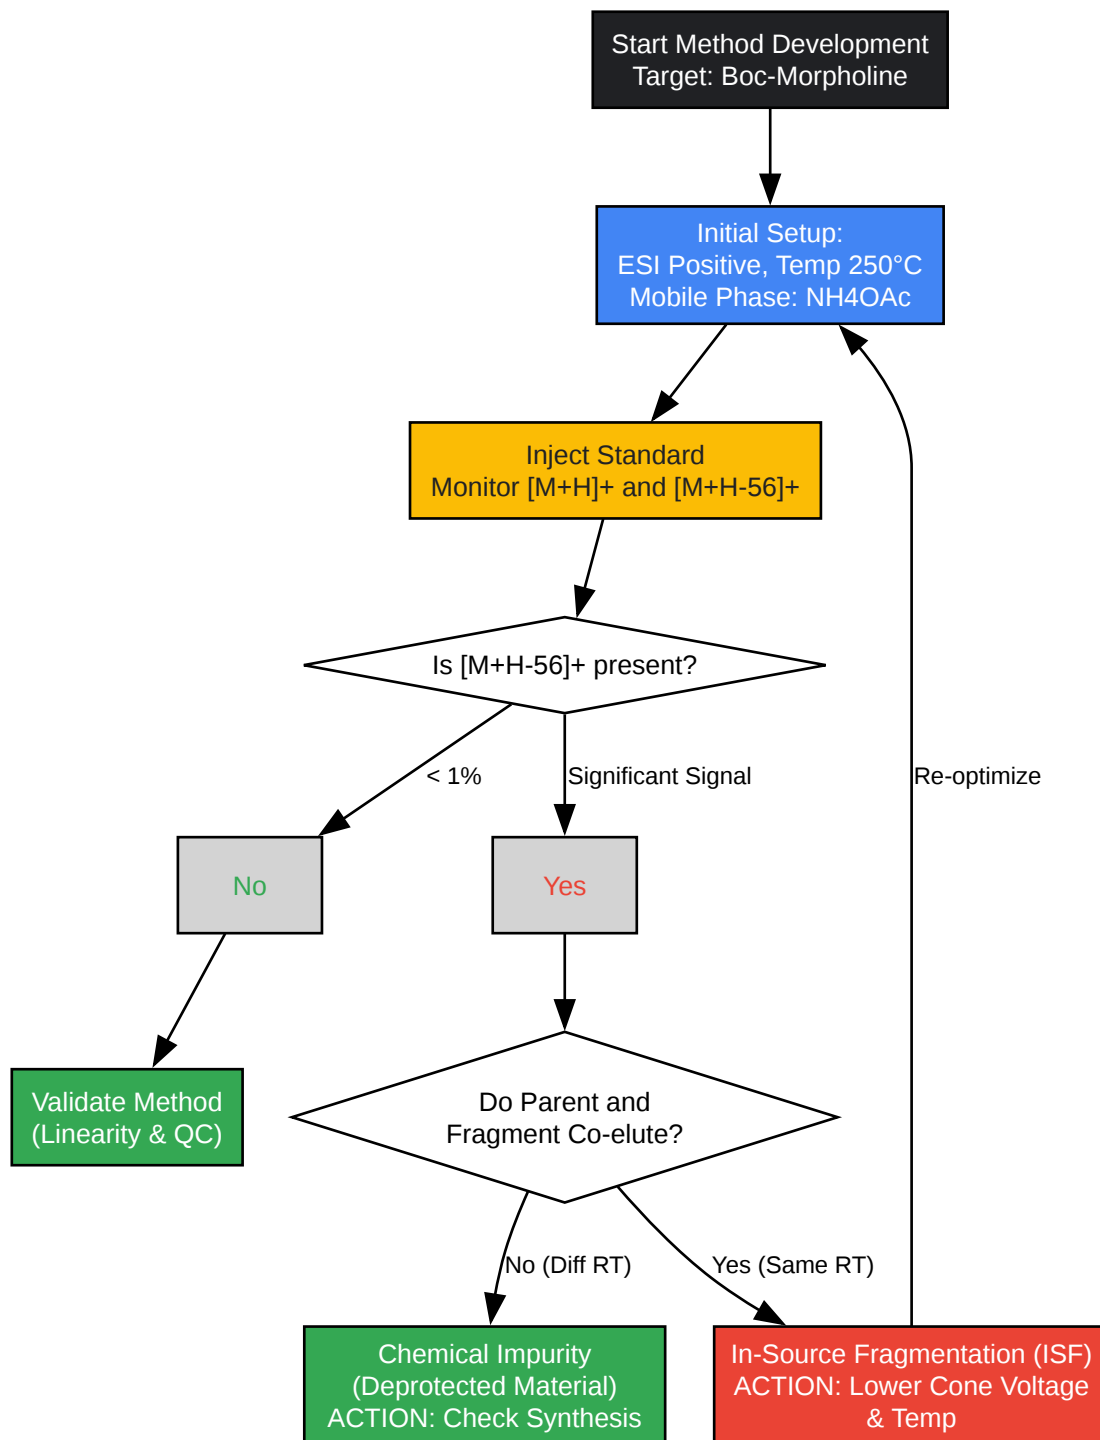 Start Method Development
Target: Boc-Morpholine
Initial Setup:
ESI Positive, Temp 250°C
Mobile Phase: NH4OAc
Inject Standard
Monitor [M+H]+ and [M+H-56]+
Is [M+H-56]+ present?
< 1%
Significant Signal
Re-optimize
No
Yes
Validate Method
(Linearity & QC)
Do Parent and
Fragment Co-elute?
No (Diff RT)
Yes (Same RT)
Chemical Impurity
(Deprotected Material)
ACTION: Check Synthesis
In-Source Fragmentation (ISF)
ACTION: Lower Cone Voltage
& Temp